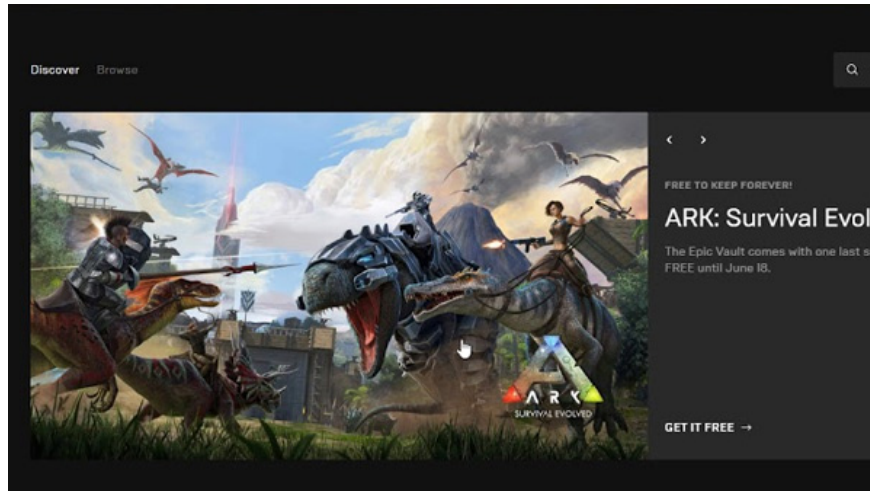 Discover Browse
FREE TO KEEP FOREVER!
ARK: Survival Evol
The Epic Vault comes with one last s
FREE until June 18.
ARK
SURVIVAL EVOLVED
GET IT FREE →